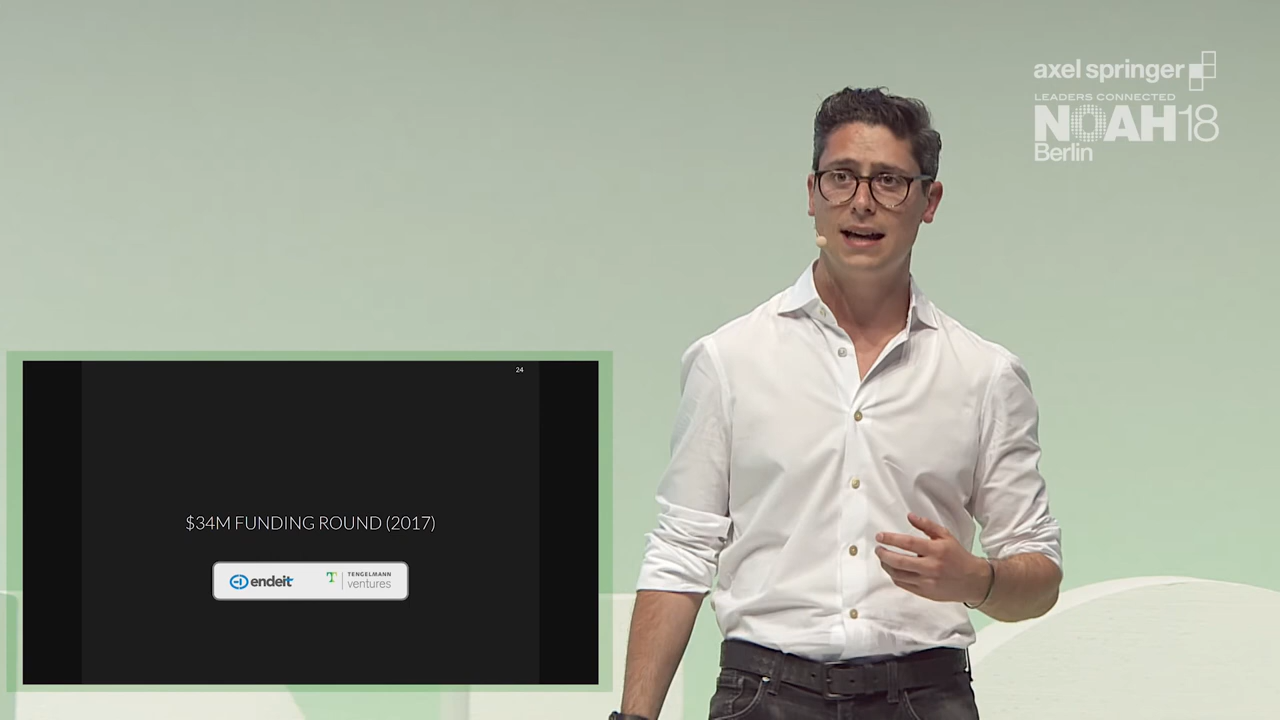 axel springer
LEADERS CONNECTED
NOAH18
Berlin
24
$34M FUNDING ROUND (2017)
endeit
TENGELMANN
ventures